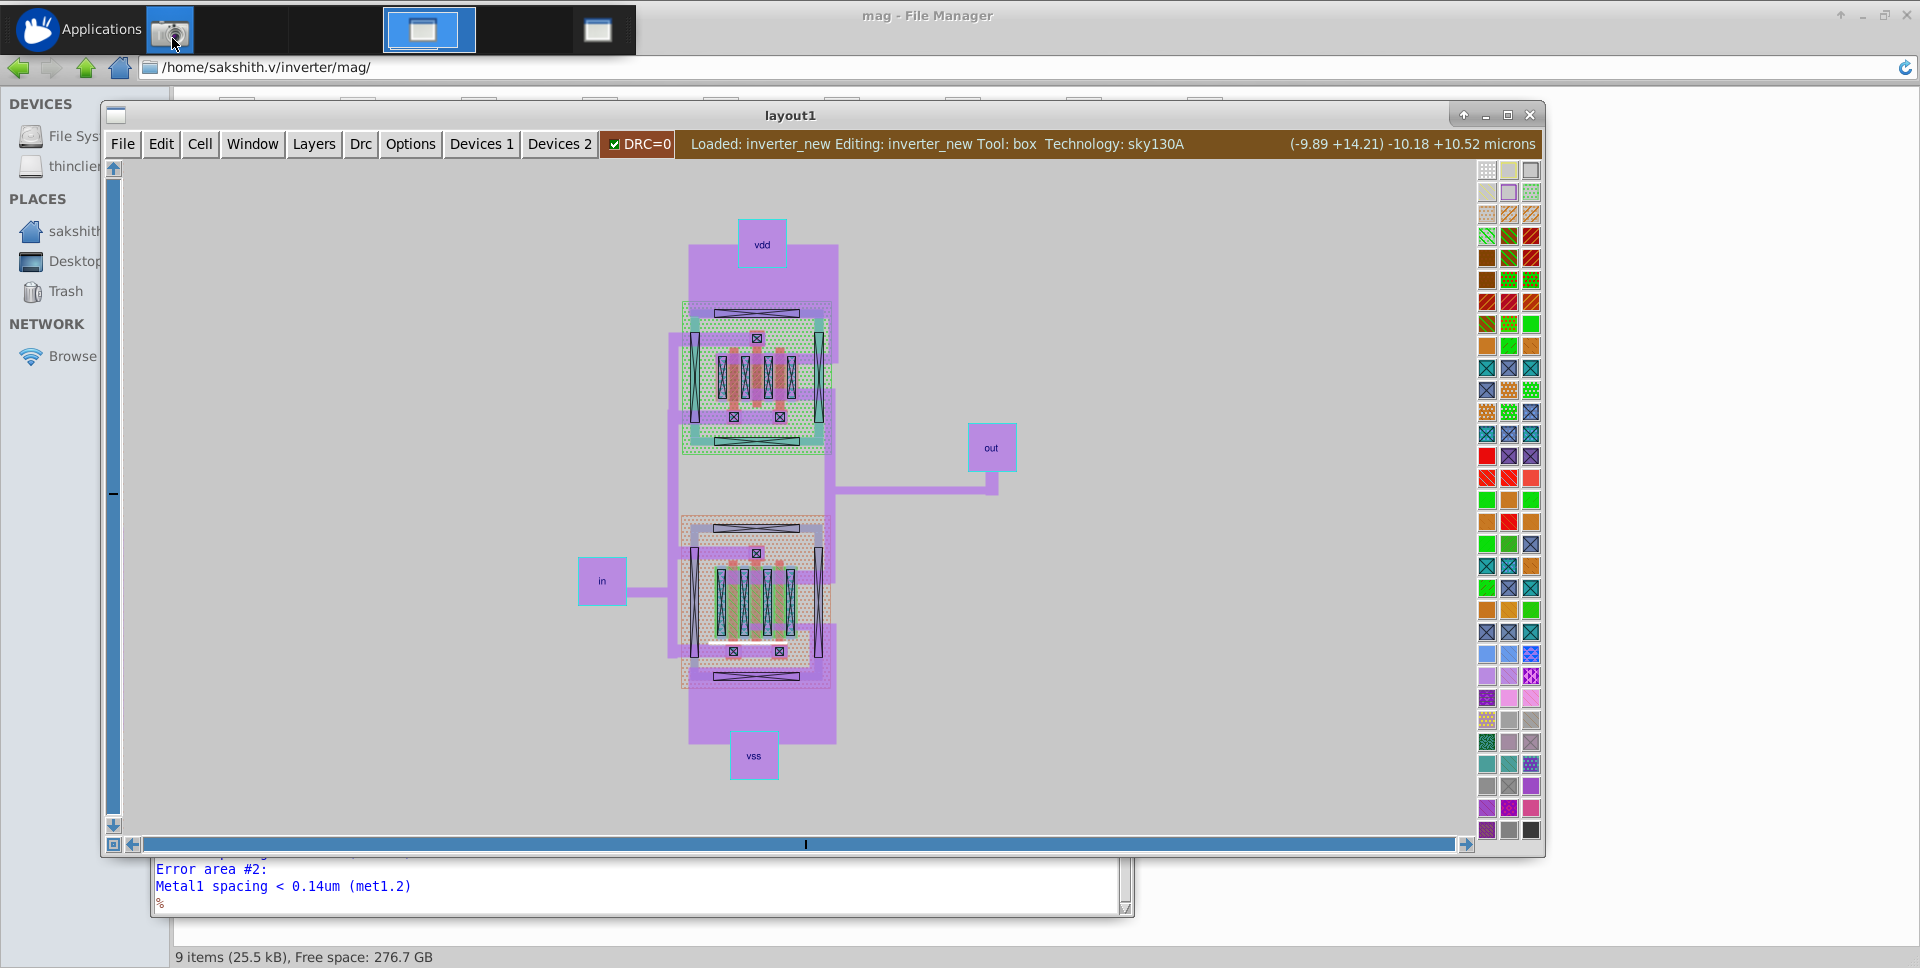 mag - File Manager
Applications
/home/sakshith.v/inverter/mag/
DEVICES
File Sys
thinclier
PLACES
sakshith
Desktop
Trash
NETWORK
Browse
layout1
File Edit Cell Window Layers Drc Options Devices 1 Devices 2 DRC=0 Loaded: inverter_new Editing: inverter_new Tool: box Technology: sky130A (-9.89 +14.21) -10.18 +10.52 microns
vdd
out
in
vss
Error area #2:
Metal1 spacing < 0.14um (met1.2)
%
9 items (25.5 kB), Free space: 276.7 GB